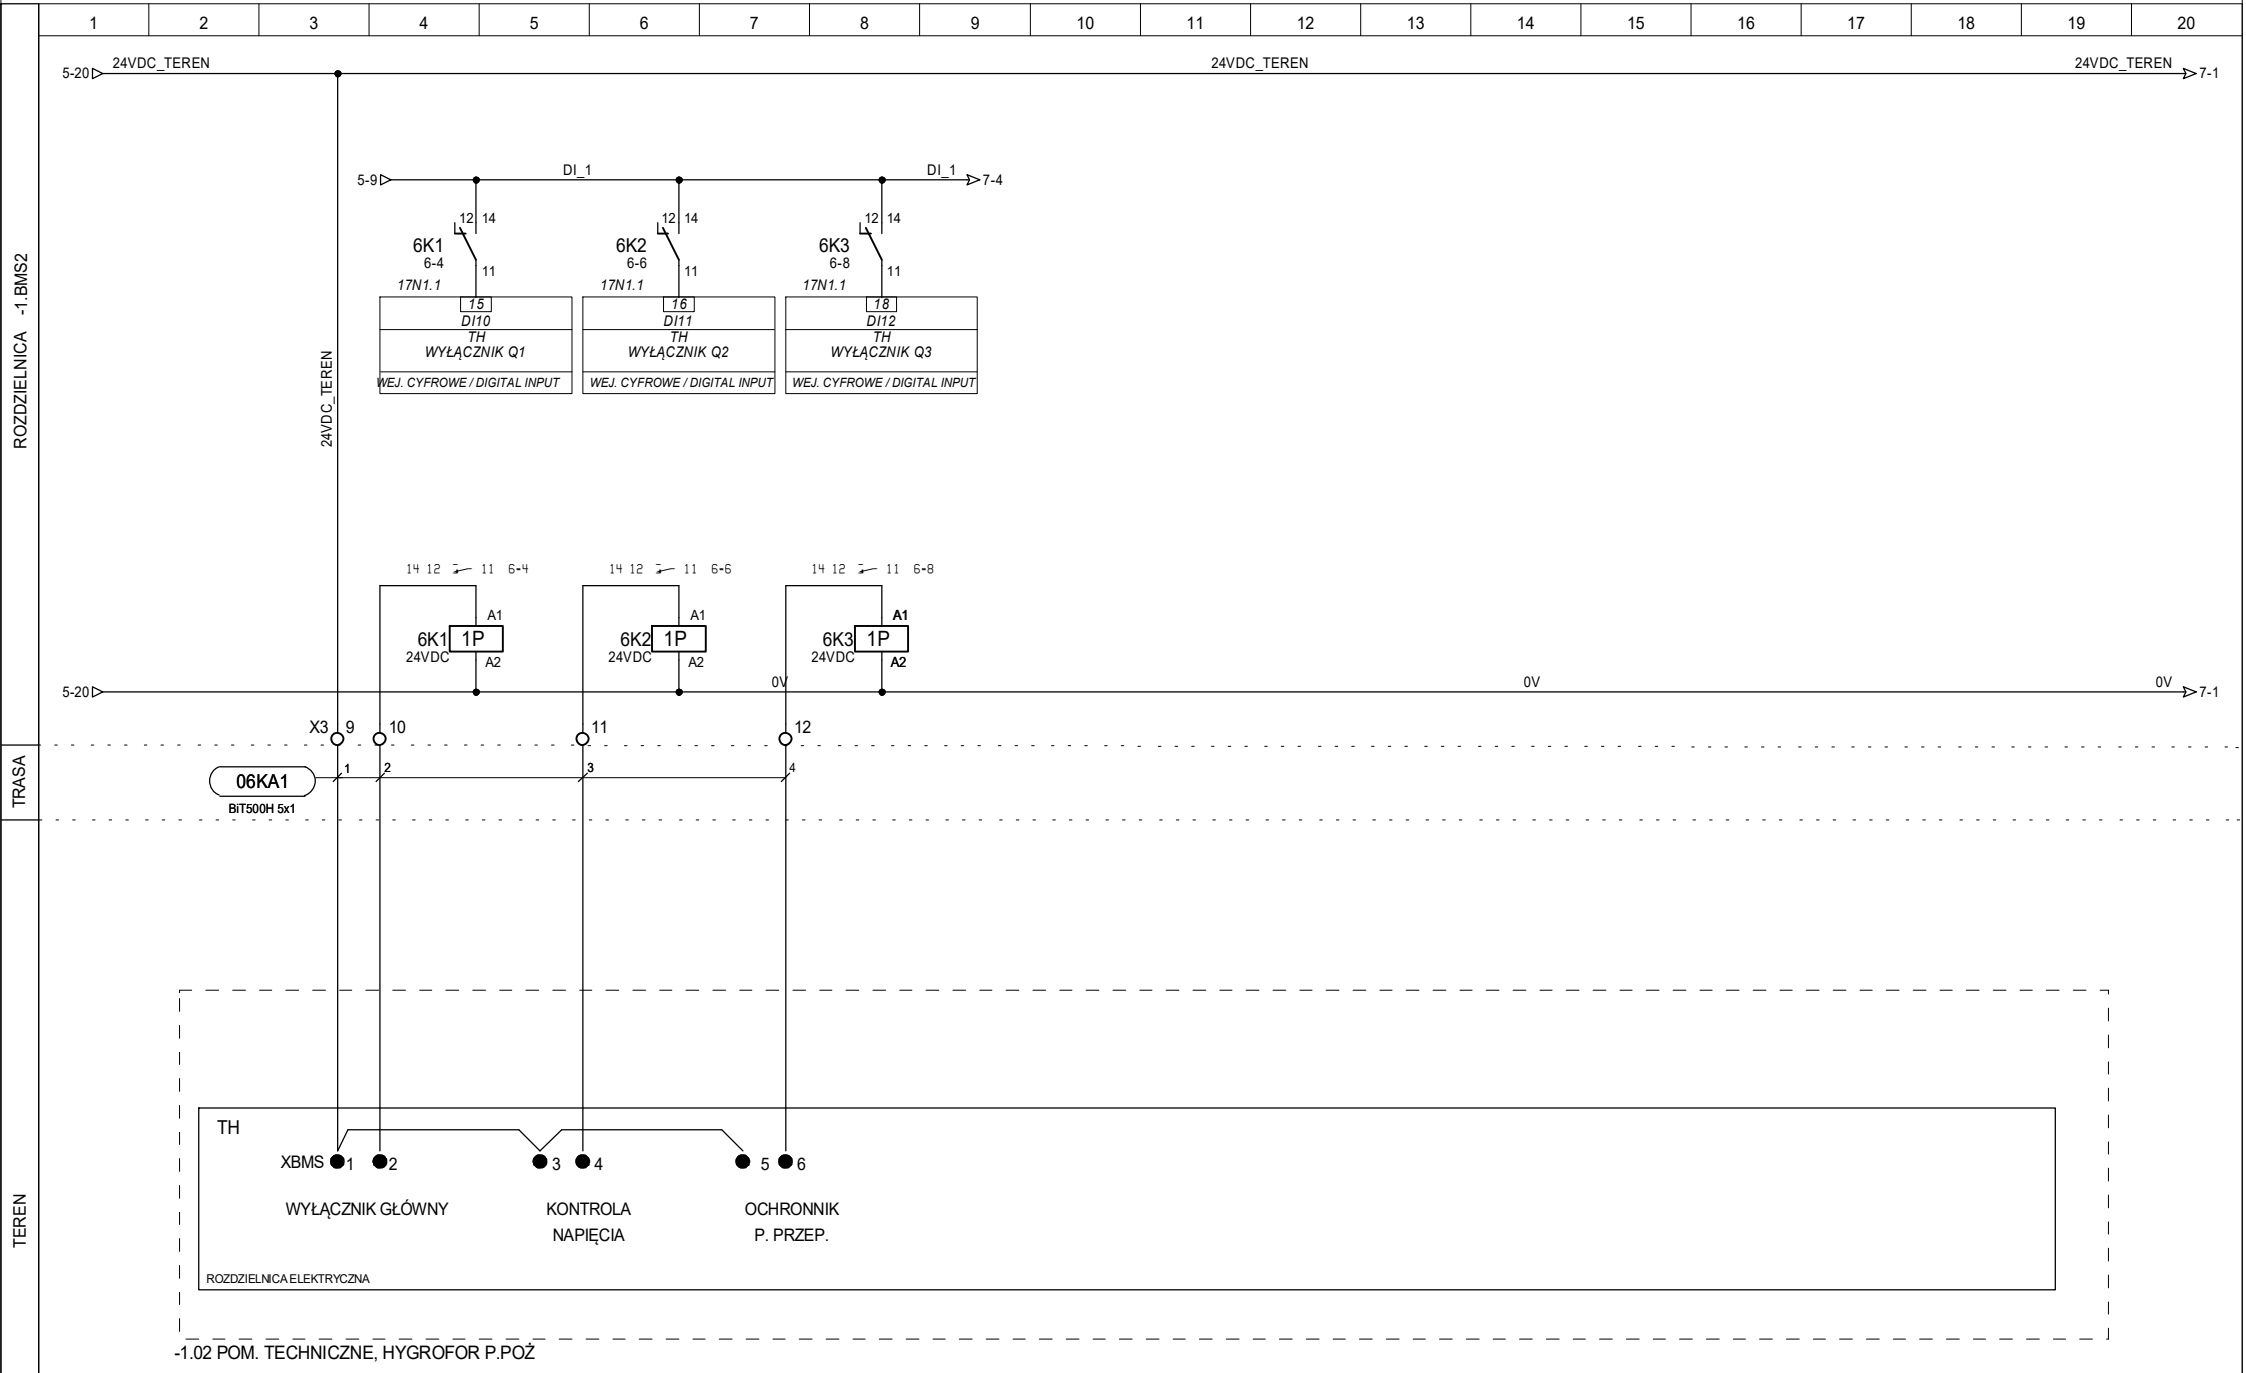 1 2 3 4 5 6 7 8 9 10 11 12 13 14 15 16 17 18 19 20
5-20 24VDC_TEREN 24VDC_TEREN 24VDC_TEREN 7-1
5-9 DI_1 DI_1 7-4
12 14 12 14 12 14
6K1 6K2 6K3
6-4 6-6 6-8
11 11 11
17N1.1 17N1.1 17N1.1
15 16 18
DI10 DI11 DI12
TH TH TH
WYŁĄCZNIK Q1 WYŁĄCZNIK Q2 WYŁĄCZNIK Q3
WEJ. CYFROWE / DIGITAL INPUT WEJ. CYFROWE / DIGITAL INPUT WEJ. CYFROWE / DIGITAL INPUT
ROZDZIELNICA -1.BMS2
24VDC_TEREN
14 12 11 6-4 14 12 11 6-6 14 12 11 6-8
A1 A1 A1
6K1 1P 6K2 1P 6K3 1P
24VDC 24VDC 24VDC
A2 A2 A2
5-20 0V 0V 0V 7-1
X3 9 10 11 12
TRASA
1 2 3 4
06KA1
BiT500H 5x1
TEREN
TH
XBMS 1 2 3 4 5 6
WYŁĄCZNIK GŁÓWNY KONTROLA OCHRONNIK
NAPIĘCIA P. PRZEP.
ROZDZIELNICA ELEKTRYCZNA
-1.02 POM. TECHNICZNE, HYGROFOR P.POŻ